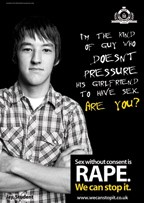 I'M THE KIND
OF GUY WHO
DOESN'T
PRESSURE
HIS GIRLFRIEND
TO HAVE SEX.
ARE YOU?
Sex without consent is
RAPE.
We can stop it.
www.wecanstopit.co.uk
Student